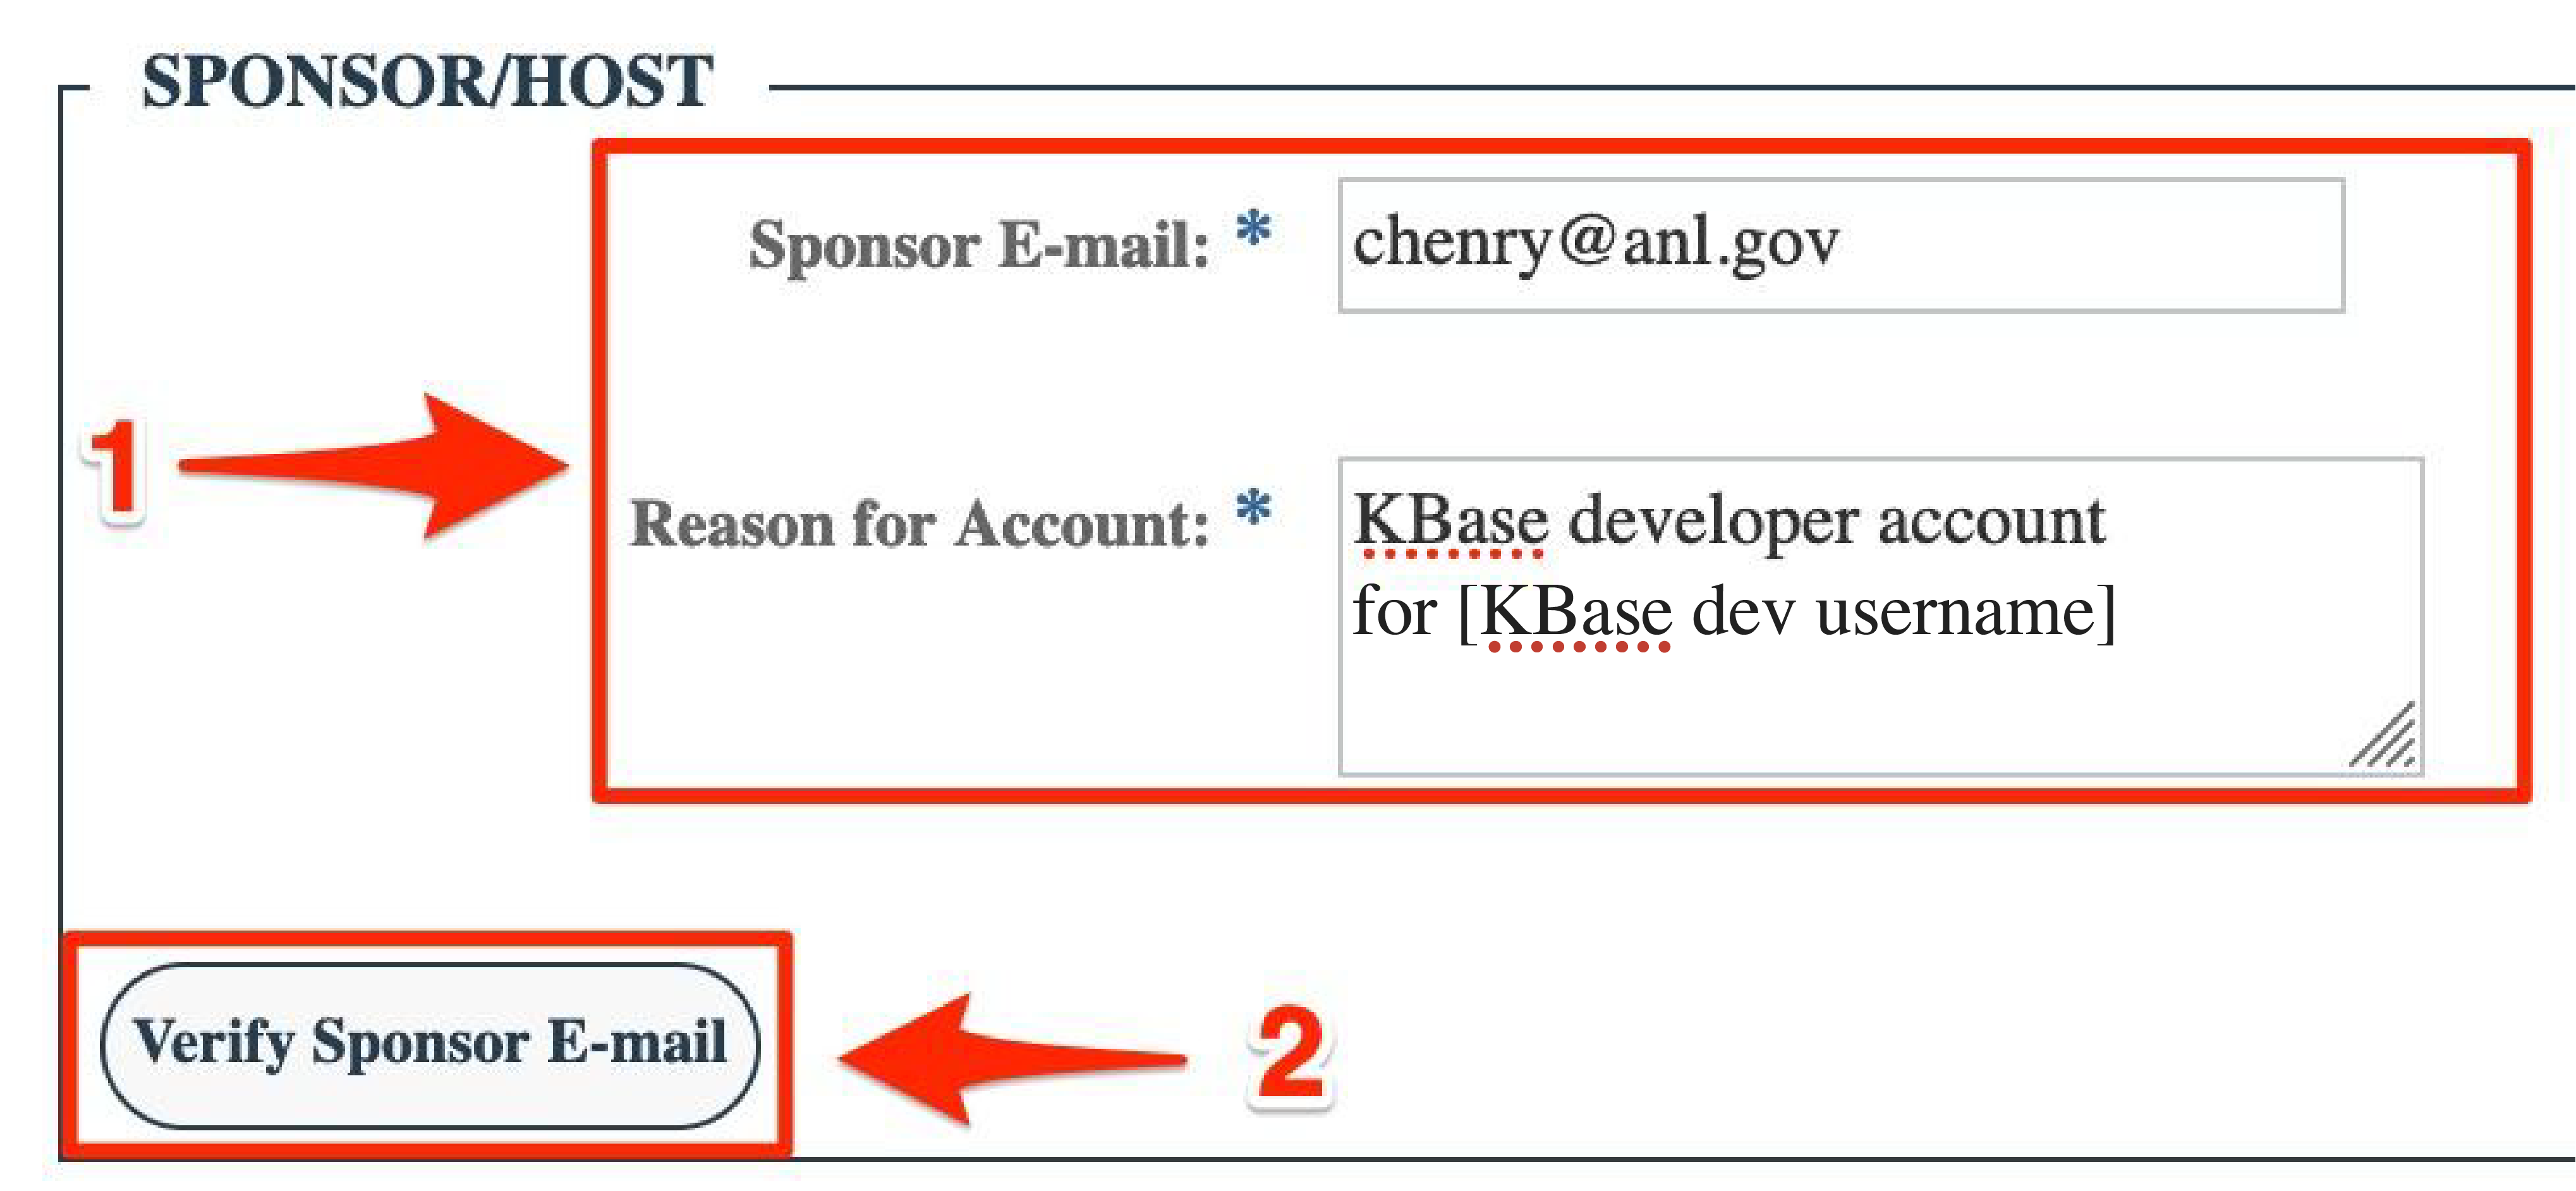 SPONSOR/HOST
Sponsor E-mail: * chenry@anl.gov
1
Reason for Account: * KBase developer account
for [KBase dev username]
Verify Sponsor E-mail
2